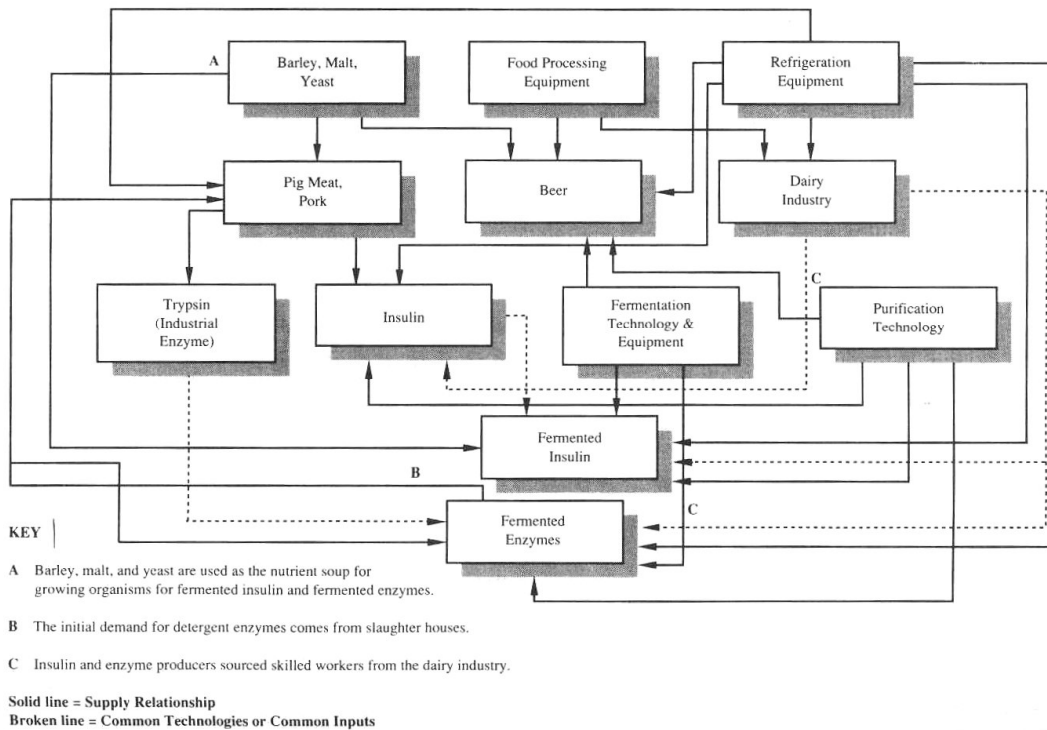 A
Barley, Malt,
Yeast
Food Processing
Equipment
Refrigeration
Equipment
Pig Meat,
Pork
Beer
Dairy
Industry
C
Trypsin
(Industrial
Enzyme)
Insulin
Fermentation
Technology &
Equipment
Purification
Technology
Fermented
Insulin
B
C
Fermented
Enzymes
KEY
A Barley, malt, and yeast are used as the nutrient soup for
growing organisms for fermented insulin and fermented enzymes.
B The initial demand for detergent enzymes comes from slaughter houses.
C Insulin and enzyme producers sourced skilled workers from the dairy industry.
Solid line = Supply Relationship
Broken line = Common Technologies or Common Inputs